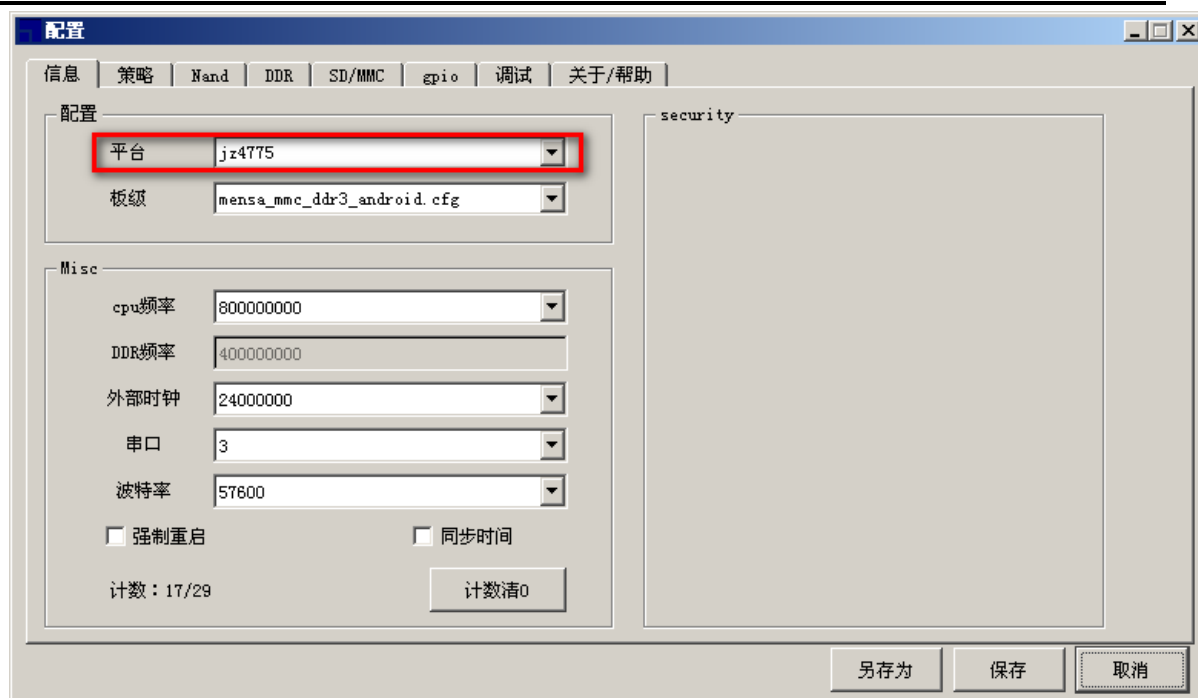 配置
信息 策略 Nand DDR SD/MMC gpio 调试 关于/帮助
配置
平台 jz4775
板级 mensa_mmc_ddr3_android.cfg
security
Misc
cpu频率 800000000
DDR频率 400000000
外部时钟 24000000
串口 3
波特率 57600
强制重启 同步时间
计数：17/29 计数清0
另存为 保存 取消